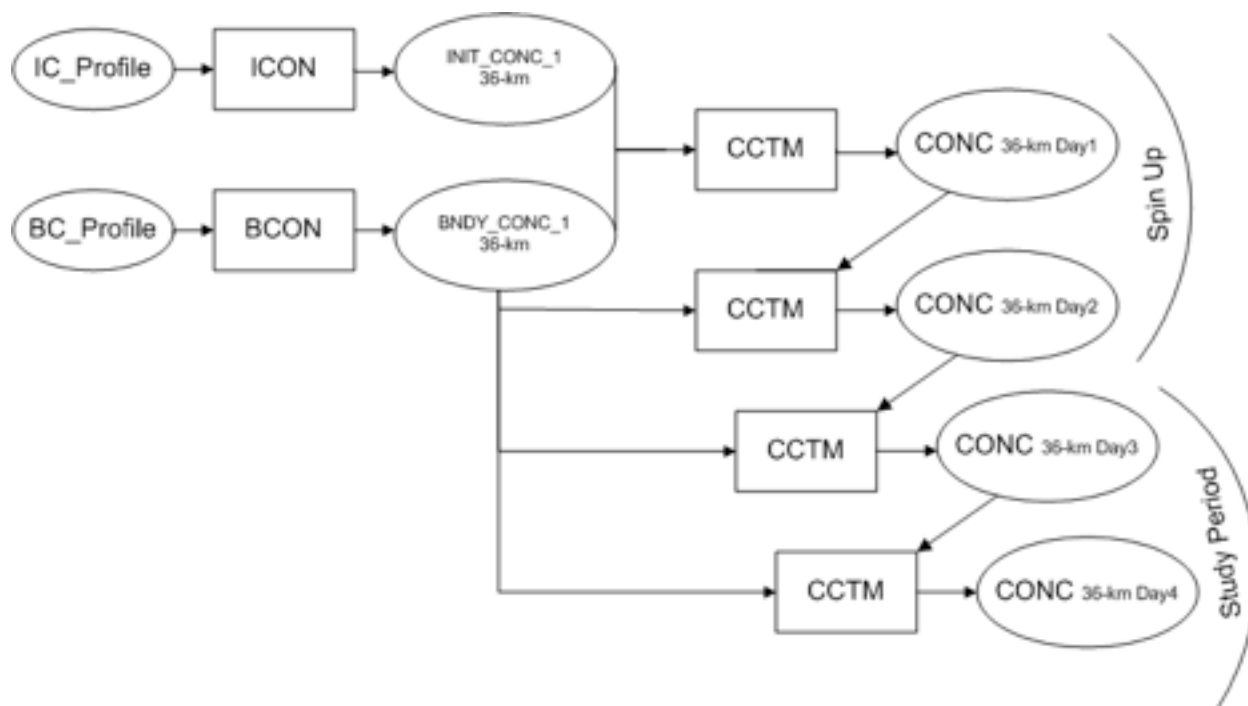 IC_Profile
ICON
INIT_CONC_1
36-km
CCTM
CONC 36-km Day1
BC_Profile
BCON
BNDY_CONC_1
36-km
Spin Up
CCTM
CONC 36-km Day2
CCTM
CONC 36-km Day3
Study Period
CCTM
CONC 36-km Day4